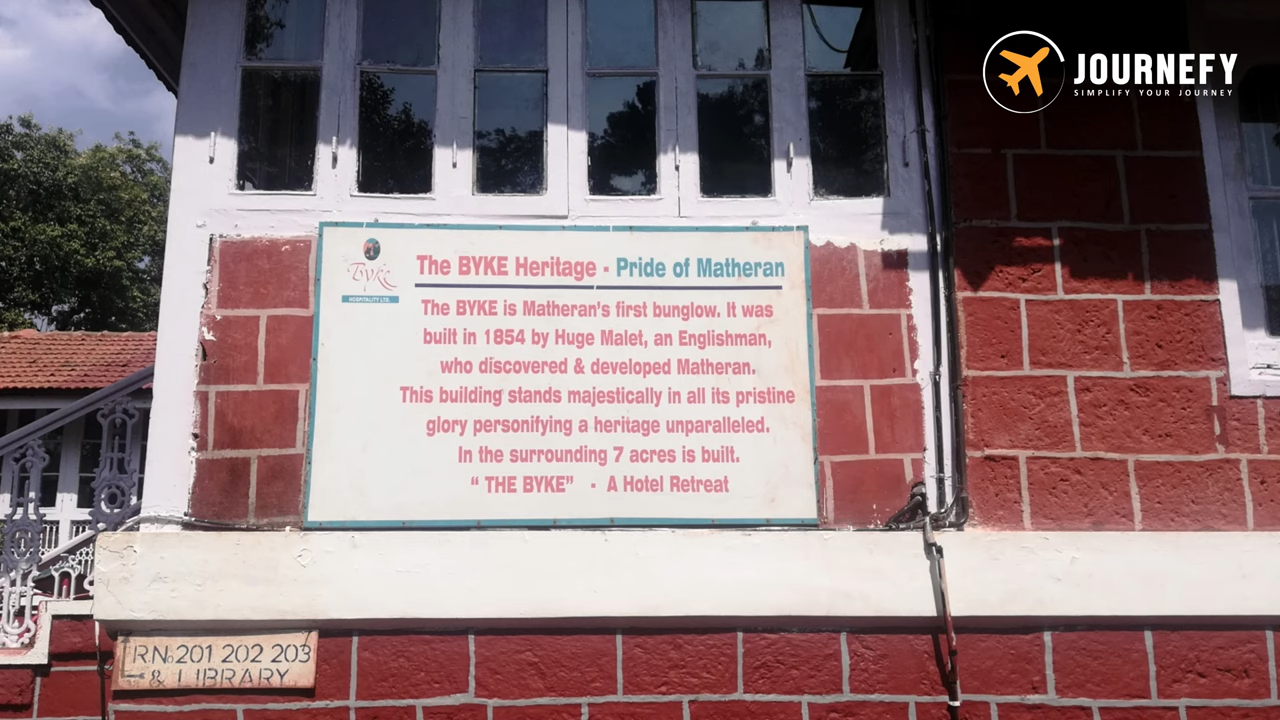 JOURNEFY
SIMPLIFY YOUR JOURNEY
Byke
HOSPITALITY LTD.
The BYKE Heritage - Pride of Matheran
The BYKE is Matheran's first bunglow. It was
built in 1854 by Huge Malet, an Englishman,
who discovered & developed Matheran.
This building stands majestically in all its pristine
glory personifying a heritage unparalleled.
In the surrounding 7 acres is built.
“ THE BYKE” - A Hotel Retreat
R.No 201 202 203
& LIBRARY